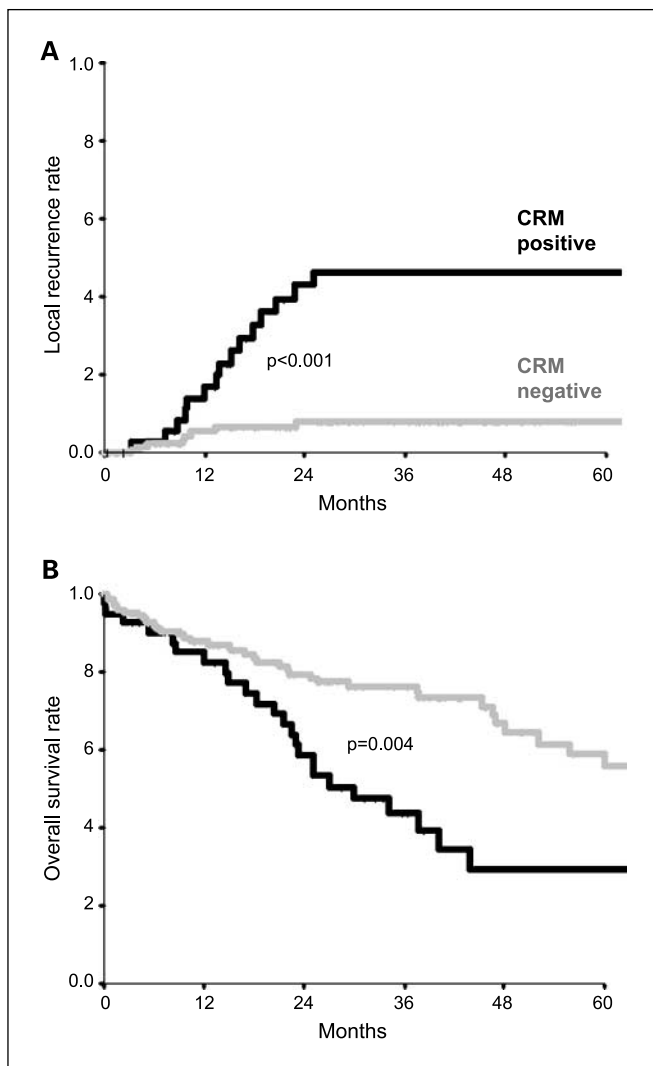 A
1.0
8
6
4
2
0.0
Local recurrence rate
CRM
positive
p<0.001
CRM
negative
0 12 24 36 48 60
Months
B
1.0
8
6
4
2
0.0
Overall survival rate
p=0.004
0 12 24 36 48 60
Months